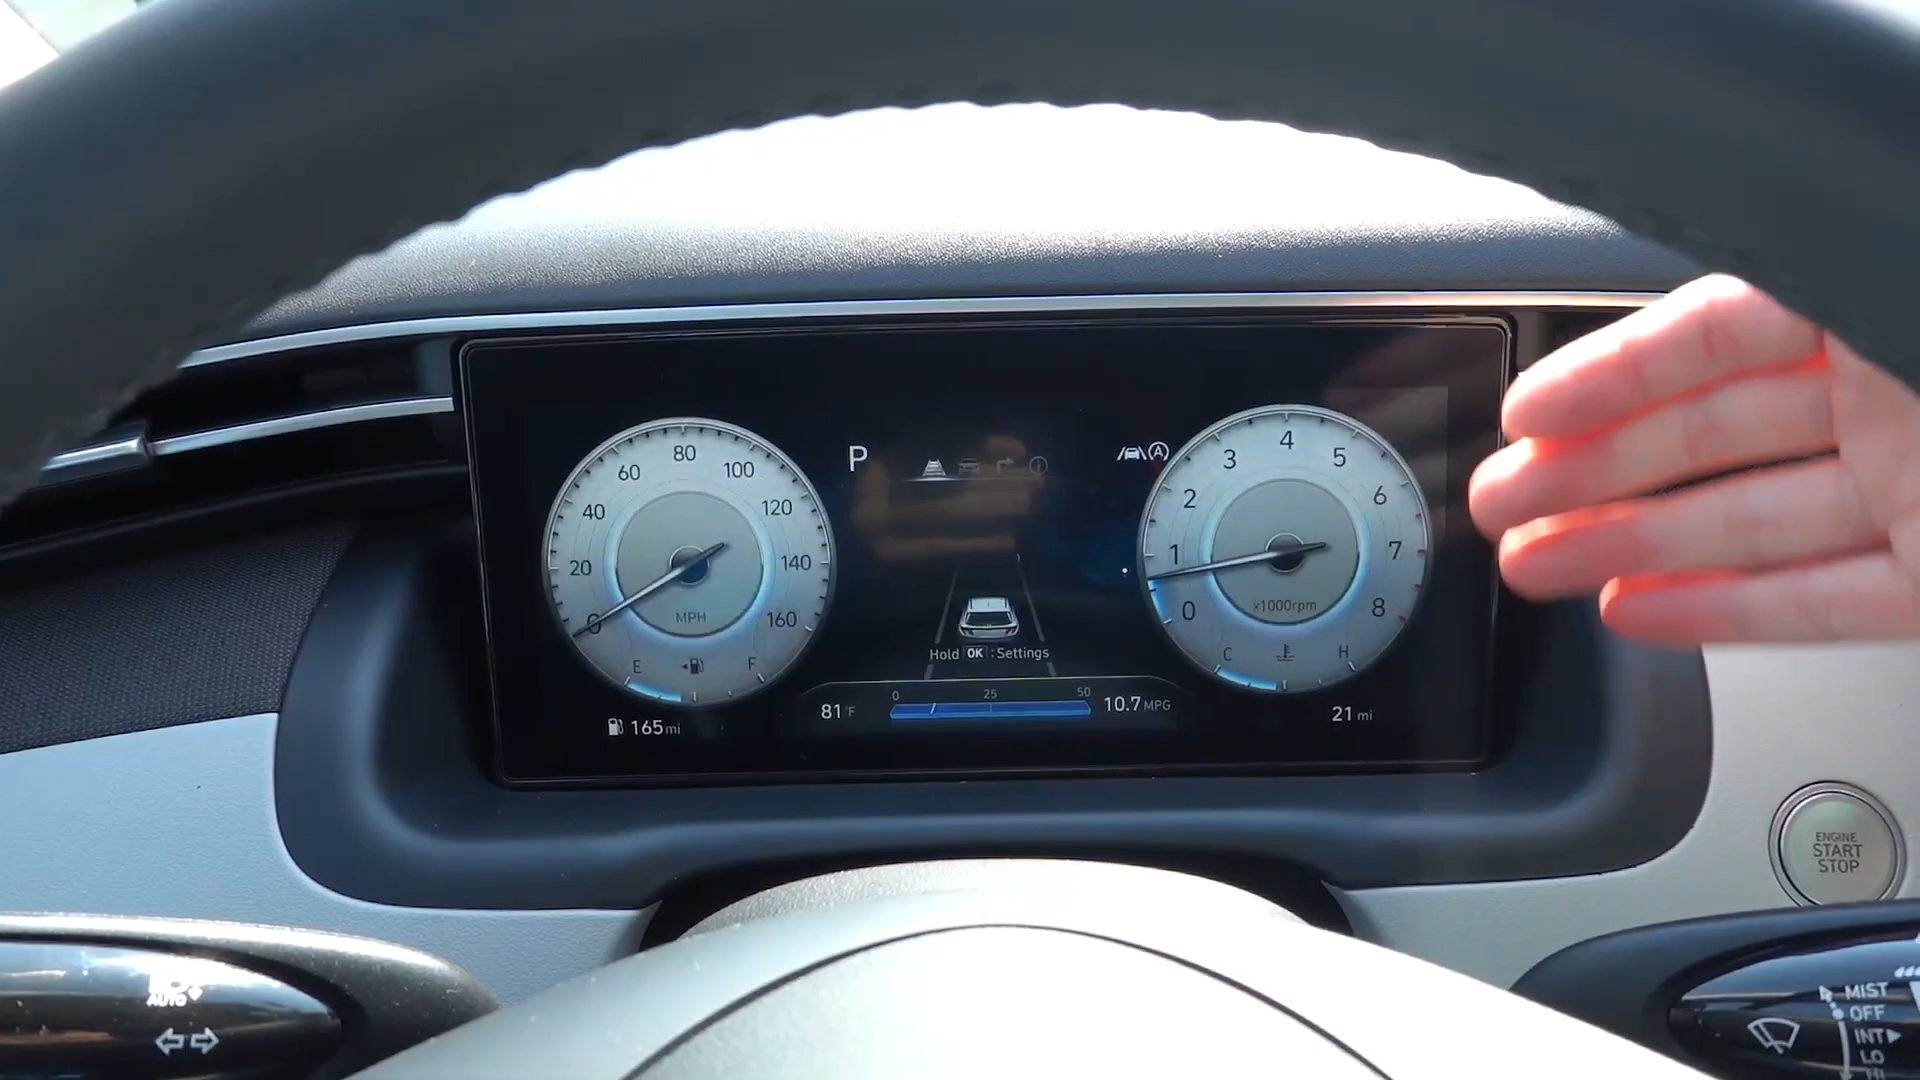 0
20
40
60
80
100
120
140
160
MPH
E
F
165mi
P
Hold OK : Settings
81°F
0
25
50
10.7 MPG
A
0
1
2
3
4
5
6
7
8
x1000rpm
C
H
21 mi
ENGINE
START
STOP
AUTO
MIST
OFF
INT
LO
HI